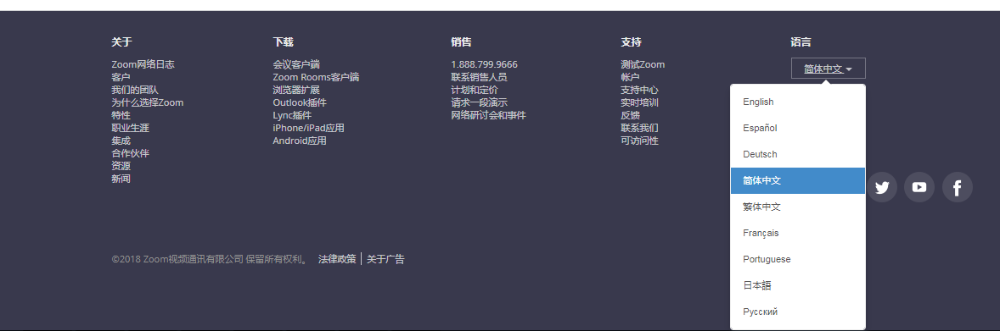 关于
Zoom网络日志
客户
我们的团队
为什么选择Zoom
特性
职业生涯
集成
合作伙伴
资源
新闻
下载
会议客户端
Zoom Rooms客户端
浏览器扩展
Outlook插件
Lync插件
iPhone/iPad应用
Android应用
销售
1.888.799.9666
联系销售人员
计划和定价
请求一段演示
网络研讨会和事件
支持
测试Zoom
帐户
支持中心
实时培训
反馈
联系我们
可访问性
语言
简体中文
English
Español
Deutsch
简体中文
繁体中文
Français
Portuguese
日本語
Русский
©2018 Zoom视频通讯有限公司 保留所有权利。 法律政策 | 关于广告